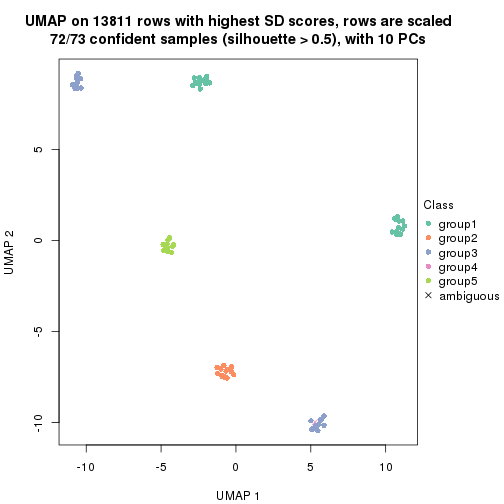 UMAP on 13811 rows with highest SD scores, rows are scaled
72/73 confident samples (silhouette > 0.5), with 10 PCs
5
0
-5
-10
UMAP 2
-10 -5 0 5 10
UMAP 1
Class
group1
group2
group3
group4
group5
ambiguous